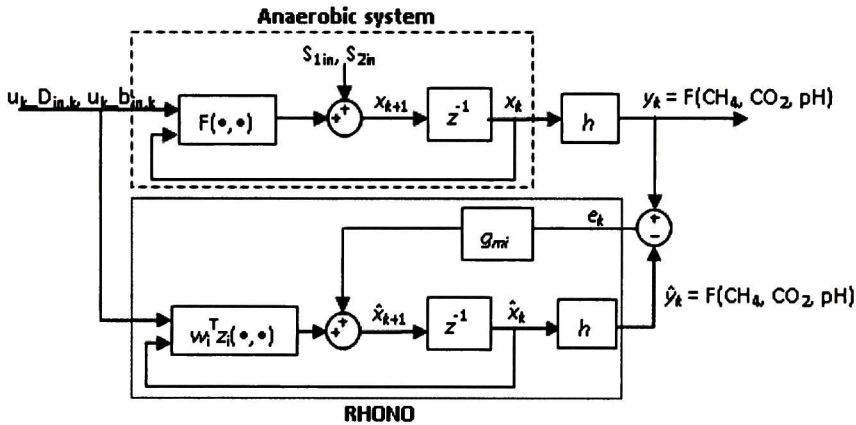 Anaerobic system
S1in, S2in
uk_Din,k, uk_bin,k
F(•,•)
++
xk+1
z-1
xk
h
yk = F(CH4, CO2, pH)
+
−
ek
gmi
wiTzi(•,•)
++
x̂k+1
z-1
x̂k
h
ŷk = F(CH4, CO2, pH)
RHONO